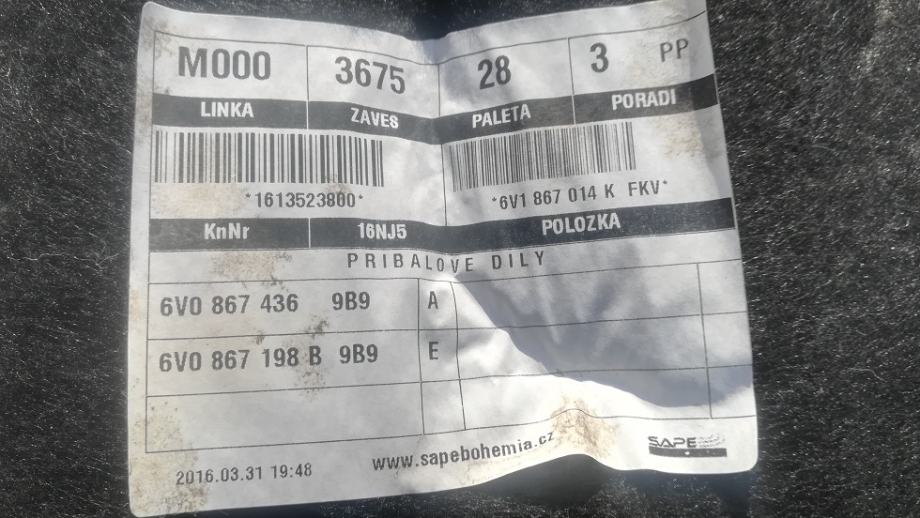 M000 3675 28 3 PP
LINKA ZAVES PALETA PORADI
*1613523800* *6V1 867 014 K FKV*
KnNr 16NJ5 POLOZKA
PRIBALOVE DILY
6V0 867 436 9B9 A
6V0 867 198 B 9B9 E
2016.03.31 19:48 www.sapebohemia.cz SAPE